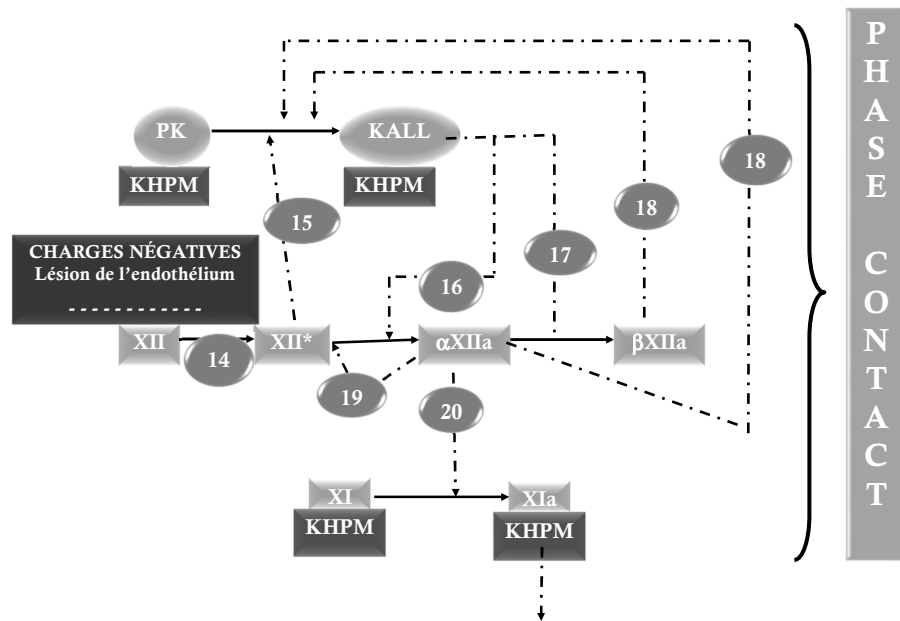 PK
KALL
KHPM
KHPM
15
18
18
CHARGES NÉGATIVES
Lésion de l'endothélium
16
17
XII
14
XII*
αXIIa
βXIIa
19
20
XI
XIa
KHPM
KHPM
PHASE CONTACT